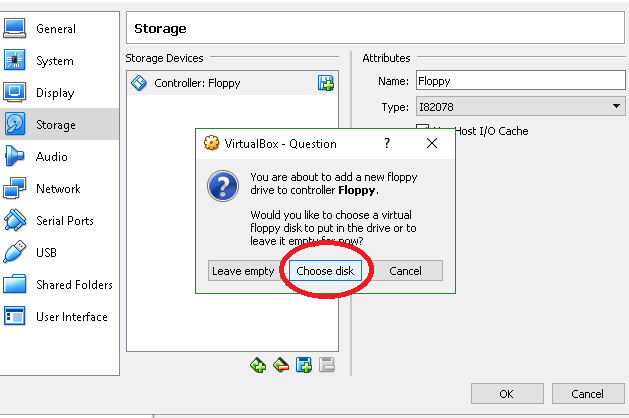 General
System
Display
Storage
Audio
Network
Serial Ports
USB
Shared Folders
User Interface
Storage
Storage Devices
Controller: Floppy
Attributes
Name: Floppy
Type: I82078
Host I/O Cache
VirtualBox - Question
?
You are about to add a new floppy
drive to controller Floppy.
Would you like to choose a virtual
floppy disk to put in the drive or to
leave it empty for now?
Leave empty
Choose disk
Cancel
OK
Cancel